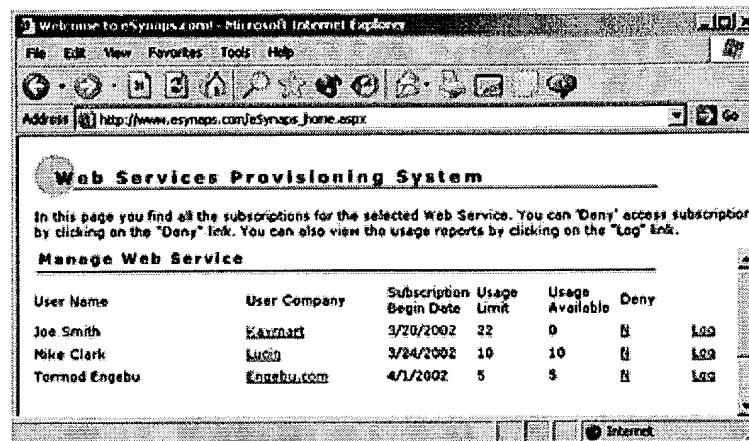 Welcome to eSynaps.com! - Microsoft Internet Explorer
File Edit View Favorites Tools Help
Address http://www.esynaps.com/eSynaps_home.aspx Go
Web Services Provisioning System
In this page you find all the subscriptions for the selected Web Service. You can 'Deny' access subscription
by clicking on the "Deny" link. You can also view the usage reports by clicking on the "Log" link.
Manage Web Service
User Name User Company Subscription Begin Date Usage Limit Usage Available Deny
Joe Smith Kaxmart 3/20/2002 22 0 N Log
Mike Clark Lucin 3/24/2002 10 10 N Log
Tormod Engebu Engebu.com 4/1/2002 5 5 N Log
Internet